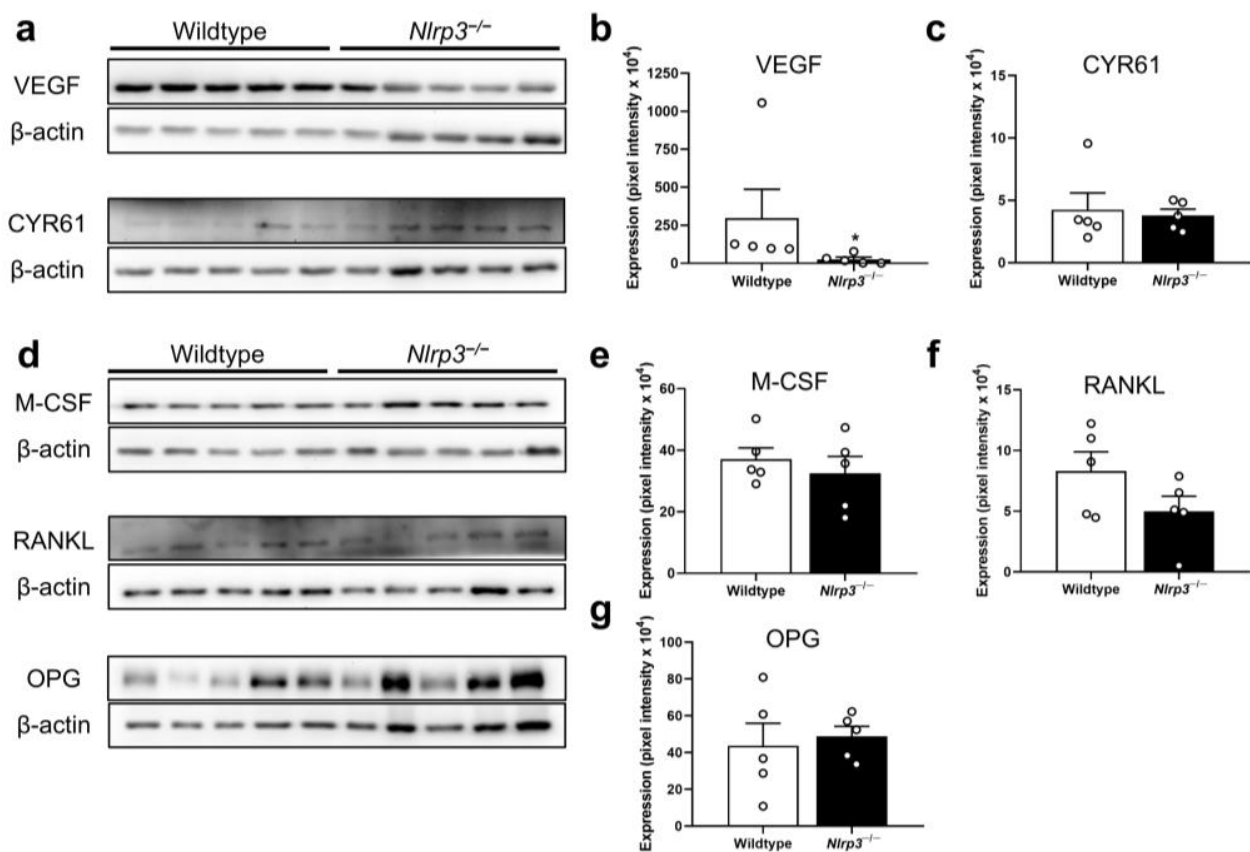 a
Wildtype Nlrp3–/–
VEGF
β-actin
CYR61
β-actin
b
VEGF
Expression (pixel intensity x 10⁴)
1250
1000
750
500
250
0
*
Wildtype Nlrp3–/–
c
CYR61
Expression (pixel intensity x 10⁴)
15
10
5
0
Wildtype Nlrp3–/–
d
Wildtype Nlrp3–/–
M-CSF
β-actin
RANKL
β-actin
OPG
β-actin
e
M-CSF
Expression (pixel intensity x 10⁴)
60
40
20
0
Wildtype Nlrp3–/–
f
RANKL
Expression (pixel intensity x 10⁴)
15
10
5
0
Wildtype Nlrp3–/–
g
OPG
Expression (pixel intensity x 10⁴)
100
80
60
40
20
0
Wildtype Nlrp3–/–